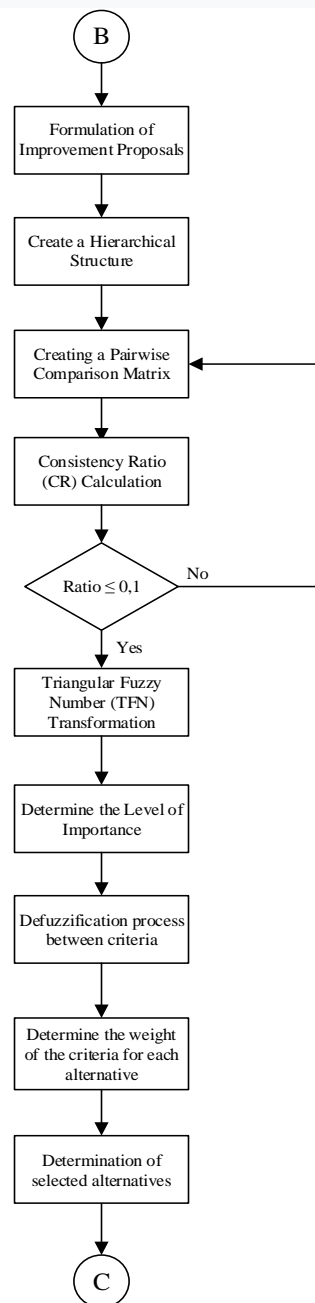 B
Formulation of
Improvement Proposals
Create a Hierarchical
Structure
Creating a Pairwise
Comparison Matrix
Consistency Ratio
(CR) Calculation
Ratio ≤ 0,1
No
Yes
Triangular Fuzzy
Number (TFN)
Transformation
Determine the Level of
Importance
Defuzzification process
between criteria
Determine the weight
of the criteria for each
alternative
Determination of
selected alternatives
C